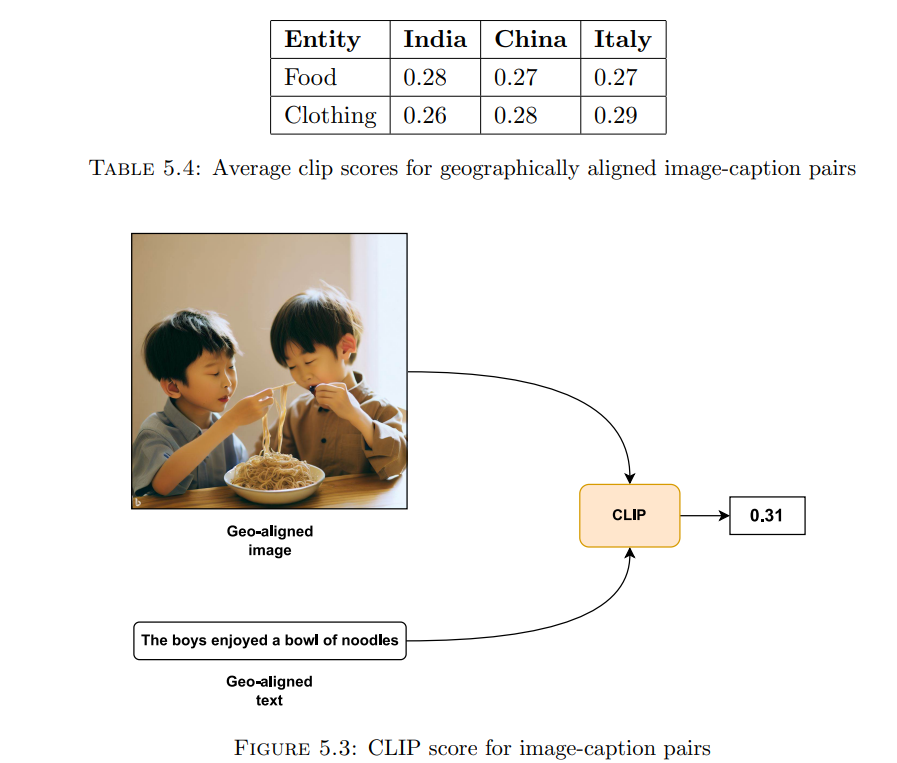 Entity India China Italy
Food 0.28 0.27 0.27
Clothing 0.26 0.28 0.29
TABLE 5.4: Average clip scores for geographically aligned image-caption pairs
b
Geo-aligned
image
CLIP
0.31
The boys enjoyed a bowl of noodles
Geo-aligned
text
FIGURE 5.3: CLIP score for image-caption pairs